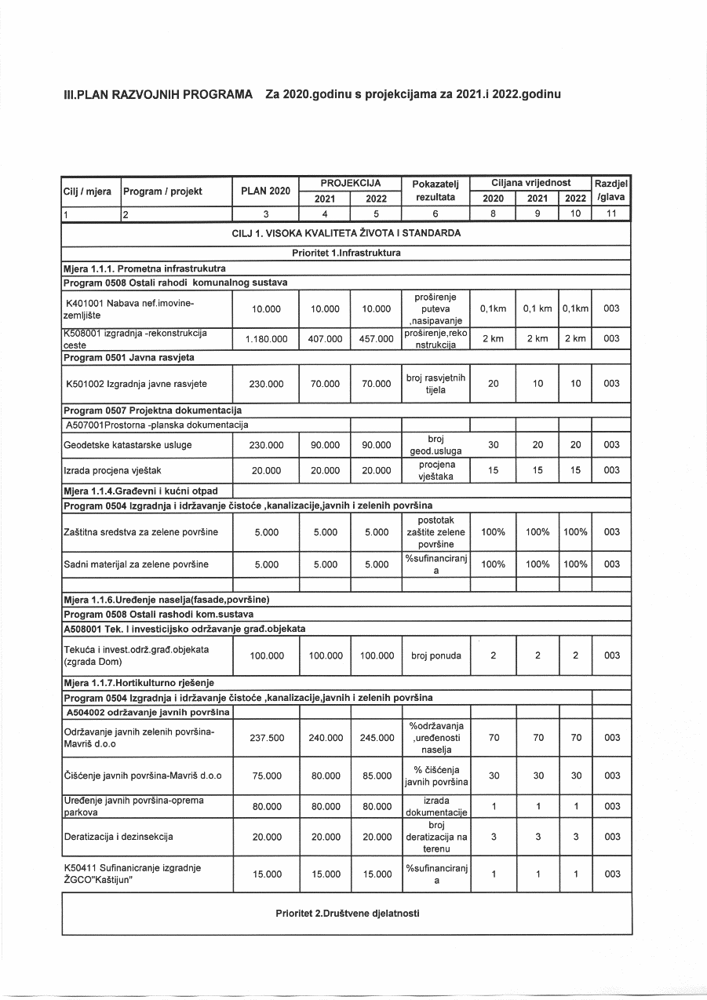 III.PLAN RAZVOJNIH PROGRAMA Za 2020.godinu s projekcijama za 2021.i 2022.godinu
Cilj / mjera Program / projekt PLAN 2020 PROJEKCIJA Pokazatelj rezultata Ciljana vrijednost Razdjel /glava
2021 2022 2020 2021 2022
1 2 3 4 5 6 8 9 10 11
CILJ 1. VISOKA KVALITETA ŽIVOTA I STANDARDA
Prioritet 1.Infrastruktura
Mjera 1.1.1. Prometna infrastrukutra
Program 0508 Ostali rahodi komunalnog sustava
K401001 Nabava nef.imovine-zemljište 10.000 10.000 10.000 proširenje puteva ,nasipavanje 0,1km 0,1 km 0,1km 003
K508001 izgradnja -rekonstrukcija ceste 1.180.000 407.000 457.000 proširenje,rekonstrukcija 2 km 2 km 2 km 003
Program 0501 Javna rasvjeta
K501002 Izgradnja javne rasvjete 230.000 70.000 70.000 broj rasvjetnih tijela 20 10 10 003
Program 0507 Projektna dokumentacija
A507001Prostorna -planska dokumentacija
Geodetske katastarske usluge 230.000 90.000 90.000 broj geod.usluga 30 20 20 003
Izrada procjena vještak 20.000 20.000 20.000 procjena vještaka 15 15 15 003
Mjera 1.1.4.Građevni i kućni otpad
Program 0504 Izgradnja i idržavanje čistoće ,kanalizacije,javnih i zelenih površina
Zaštitna sredstva za zelene površine 5.000 5.000 5.000 postotak zaštite zelene površine 100% 100% 100% 003
Sadni materijal za zelene površine 5.000 5.000 5.000 %sufinanciranja 100% 100% 100% 003
Mjera 1.1.6.Uređenje naselja(fasade,površine)
Program 0508 Ostali rashodi kom.sustava
A508001 Tek. I investicijsko održavanje građ.objekata
Tekuća i invest.održ.građ.objekata (zgrada Dom) 100.000 100.000 100.000 broj ponuda 2 2 2 003
Mjera 1.1.7.Hortikulturno rješenje
Program 0504 Izgradnja i idržavanje čistoće ,kanalizacije,javnih i zelenih površina
A504002 održavanje javnih površina
Održavanje javnih zelenih površina-Mavriš d.o.o 237.500 240.000 245.000 %održavanja ,uređenosti naselja 70 70 70 003
Čišćenje javnih površina-Mavriš d.o.o 75.000 80.000 85.000 % čišćenja javnih površina 30 30 30 003
Uređenje javnih površina-oprema parkova 80.000 80.000 80.000 izrada dokumentacije 1 1 1 003
Deratizacija i dezinsekcija 20.000 20.000 20.000 broj deratizacija na terenu 3 3 3 003
K50411 Sufinanicranje izgradnje ŽGCO"Kaštijun" 15.000 15.000 15.000 %sufinanciranja 1 1 1 003
Prioritet 2.Društvene djelatnosti